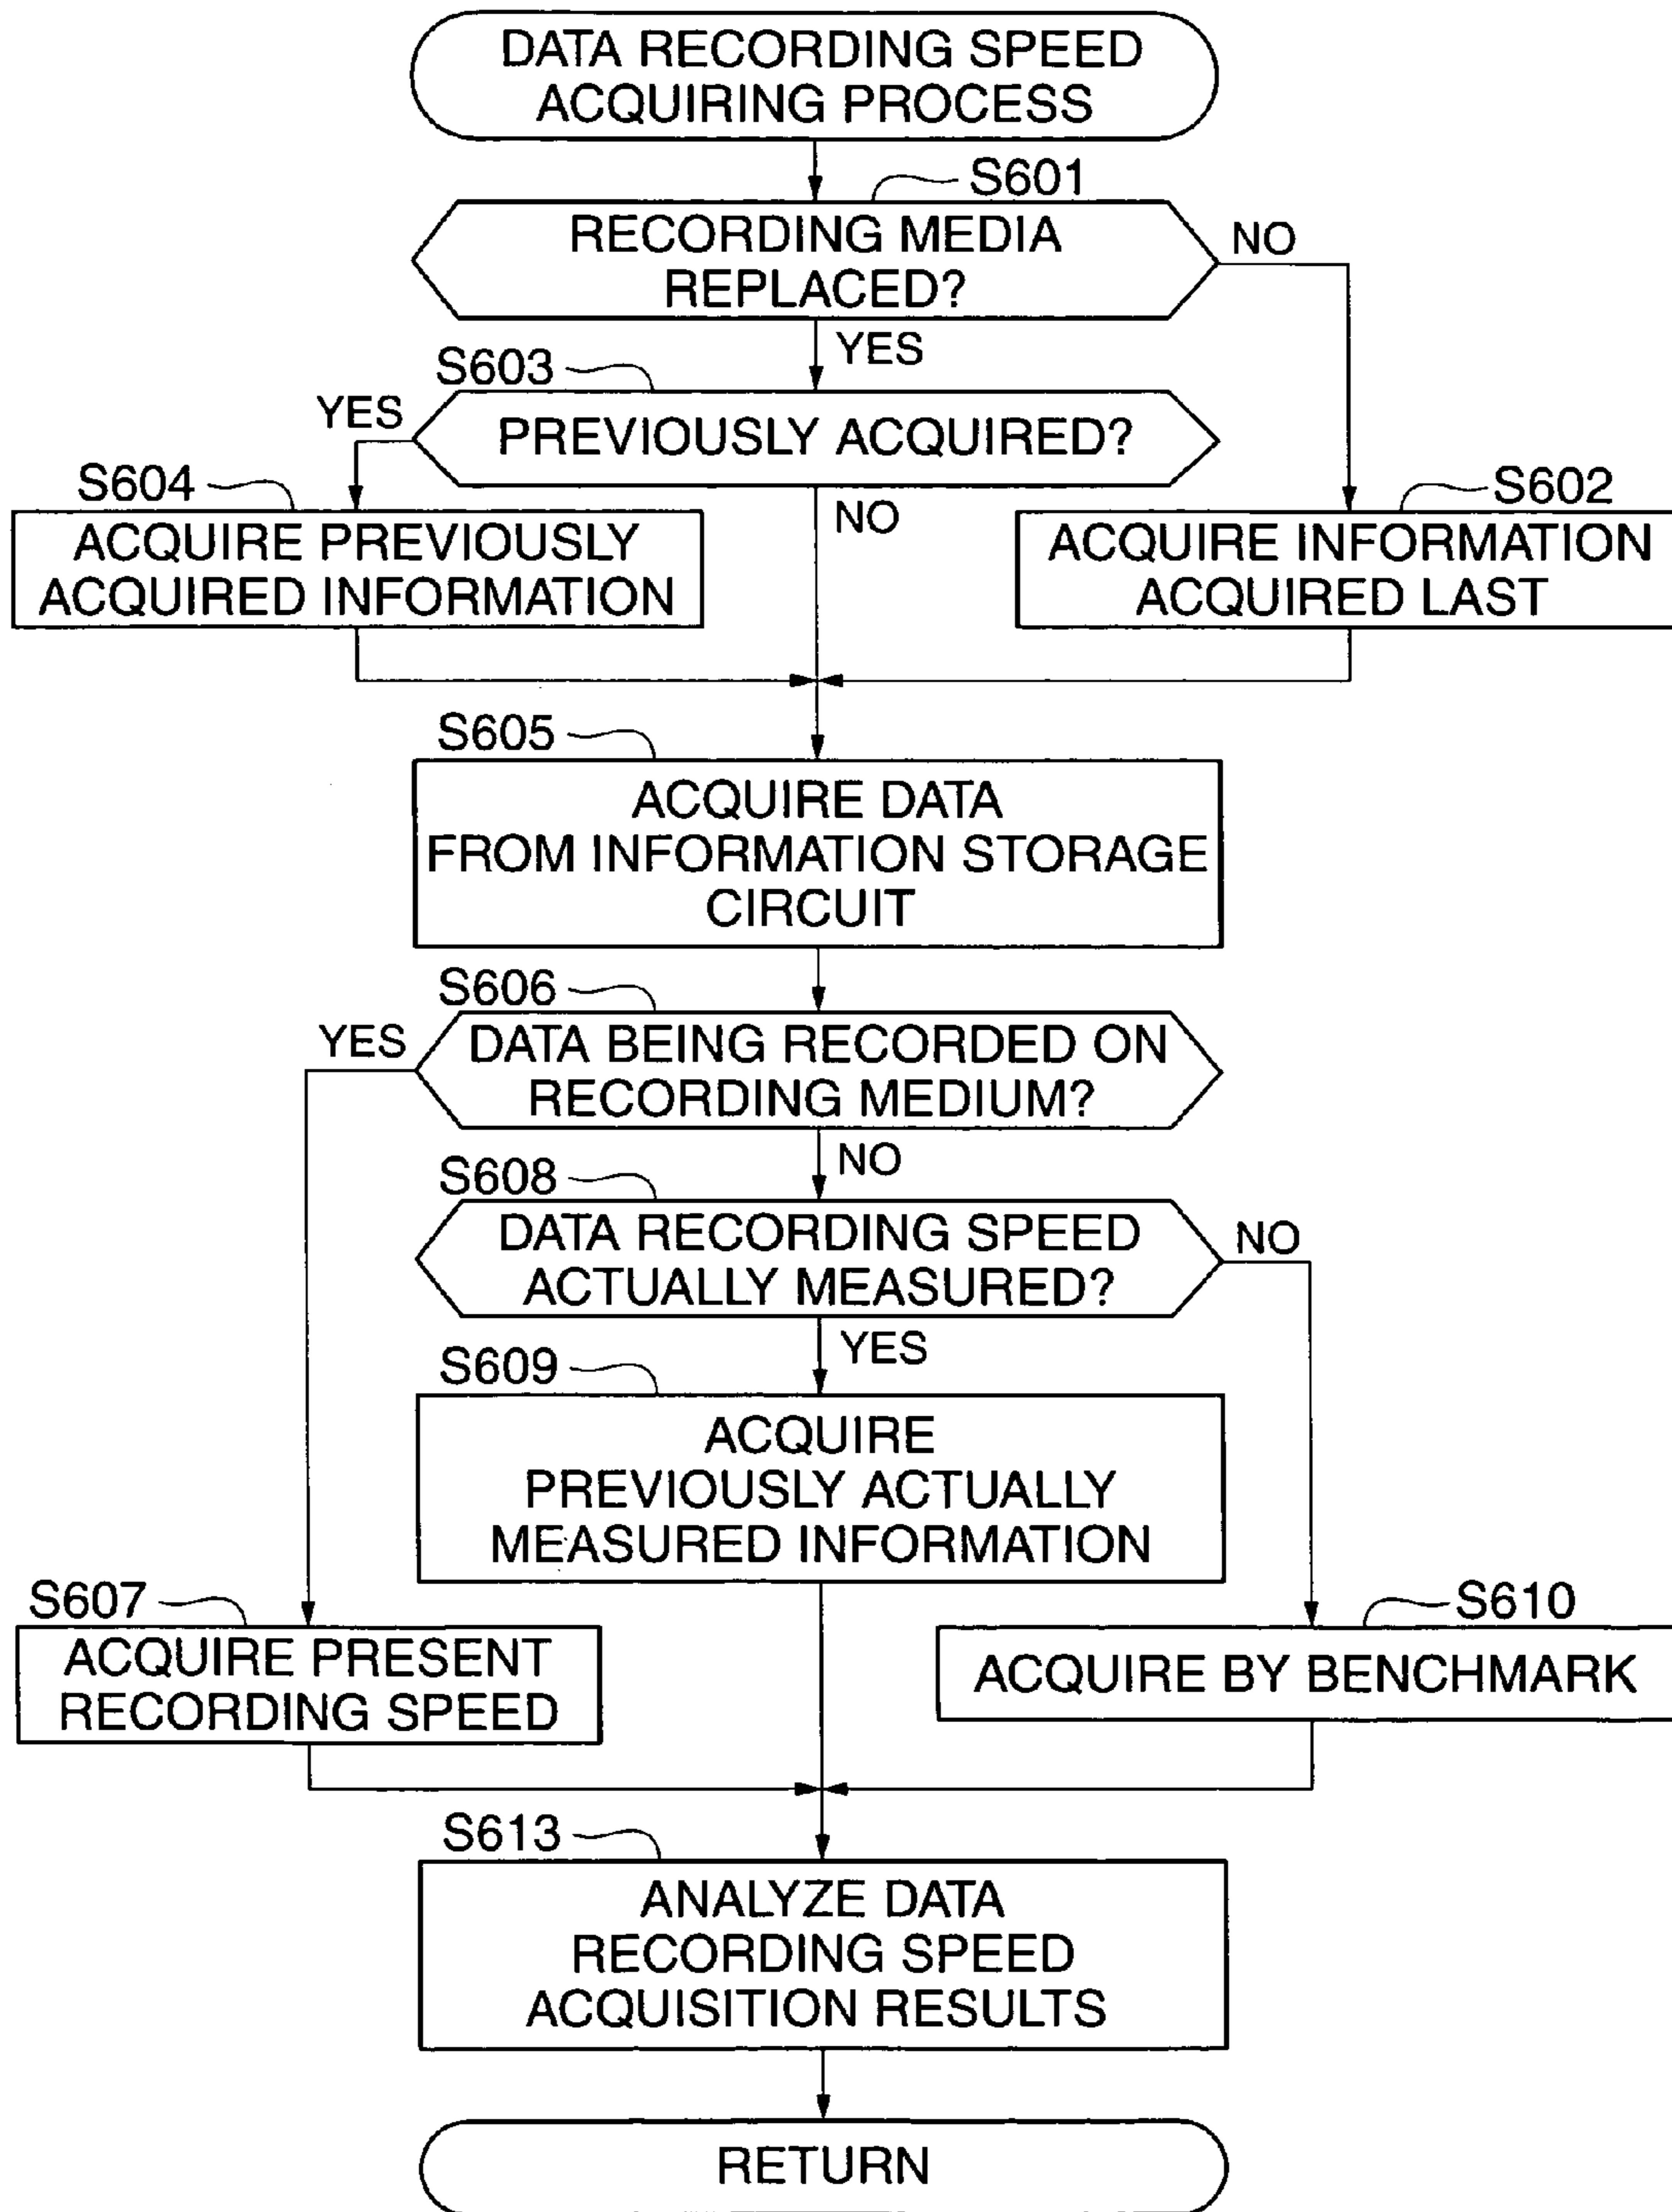 DATA RECORDING SPEED
ACQUIRING PROCESS
S601
RECORDING MEDIA
REPLACED?
NO
YES
S603
PREVIOUSLY ACQUIRED?
YES
NO
S604
ACQUIRE PREVIOUSLY
ACQUIRED INFORMATION
S602
ACQUIRE INFORMATION
ACQUIRED LAST
S605
ACQUIRE DATA
FROM INFORMATION STORAGE
CIRCUIT
S606
DATA BEING RECORDED ON
RECORDING MEDIUM?
YES
NO
S608
DATA RECORDING SPEED
ACTUALLY MEASURED?
NO
YES
S609
ACQUIRE
PREVIOUSLY ACTUALLY
MEASURED INFORMATION
S607
ACQUIRE PRESENT
RECORDING SPEED
S610
ACQUIRE BY BENCHMARK
S613
ANALYZE DATA
RECORDING SPEED
ACQUISITION RESULTS
RETURN